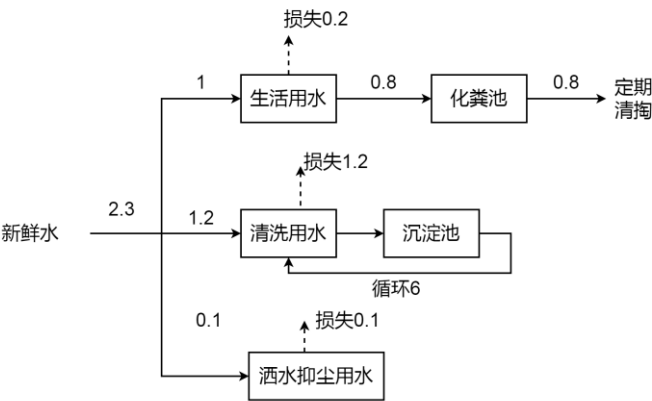 损失0.2
1
生活用水
0.8
化粪池
0.8
定期
清掏
损失1.2
新鲜水
2.3
1.2
清洗用水
沉淀池
循环6
0.1
损失0.1
洒水抑尘用水